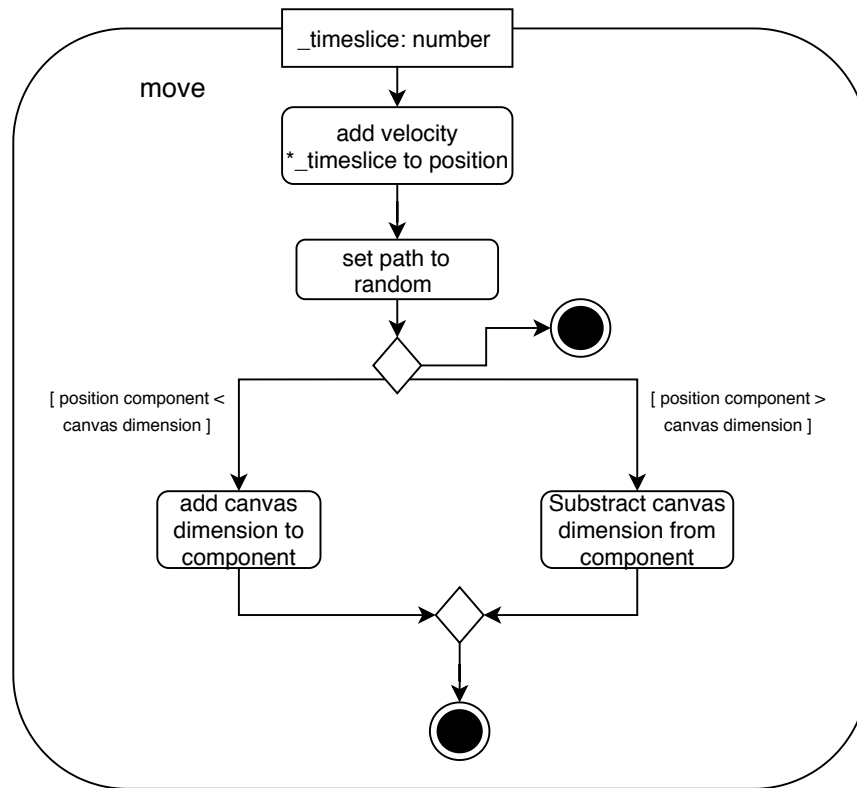 _timeslice: number
move
add velocity
*_timeslice to position
set path to
random
[ position component <
canvas dimension ]
[ position component >
canvas dimension ]
add canvas
dimension to
component
Substract canvas
dimension from
component